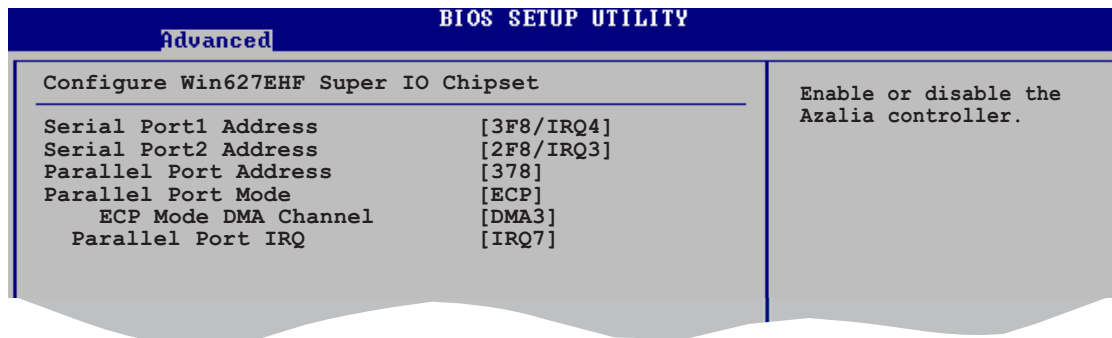 BIOS SETUP UTILITY
Advanced
Configure Win627EHF Super IO Chipset
Serial Port1 Address [3F8/IRQ4]
Serial Port2 Address [2F8/IRQ3]
Parallel Port Address [378]
Parallel Port Mode [ECP]
ECP Mode DMA Channel [DMA3]
Parallel Port IRQ [IRQ7]
Enable or disable the
Azalia controller.